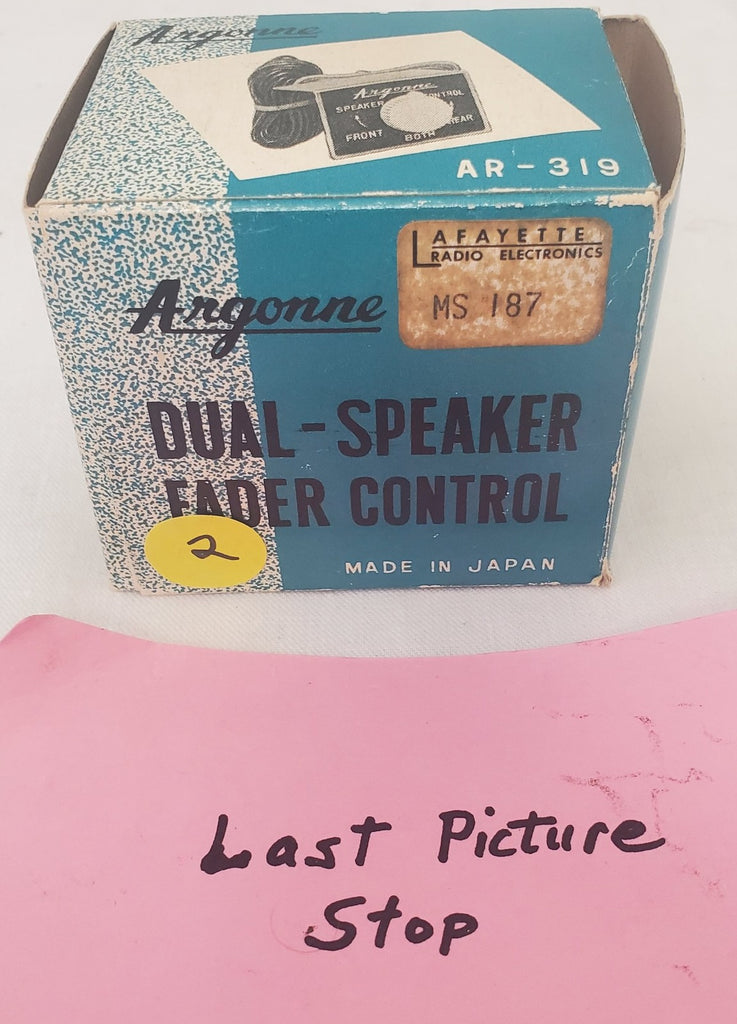 Argonne
Argonne
SPEAKER CONTROL
FRONT BOTH REAR
AR-319
LAFAYETTE
RADIO ELECTRONICS
MS 187
Argonne
DUAL-SPEAKER
FADER CONTROL
2
MADE IN JAPAN
Last Picture
Stop